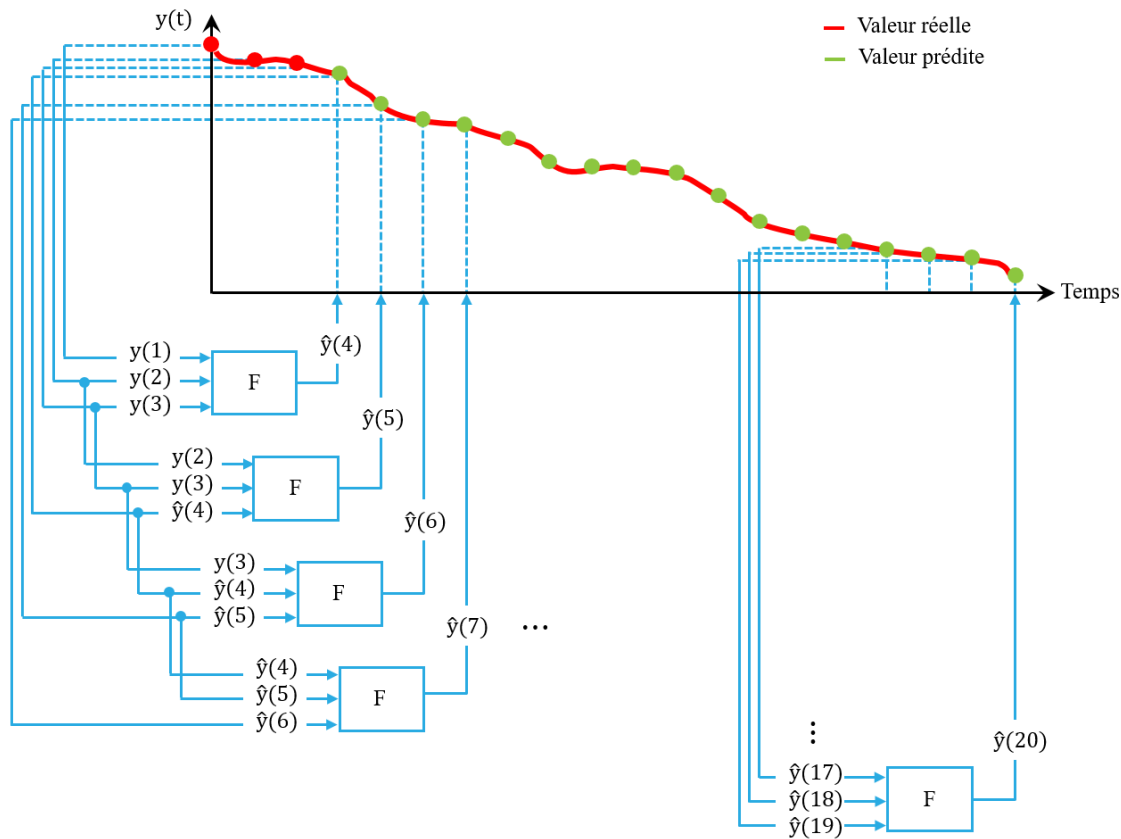 y(t)
Valeur réelle
Valeur prédite
Temps
y(1)
y(2)
y(3)
F
ŷ(4)
y(2)
y(3)
ŷ(4)
F
ŷ(5)
y(3)
ŷ(4)
ŷ(5)
F
ŷ(6)
ŷ(4)
ŷ(5)
ŷ(6)
F
ŷ(7)
...
⋮
ŷ(17)
ŷ(18)
ŷ(19)
F
ŷ(20)